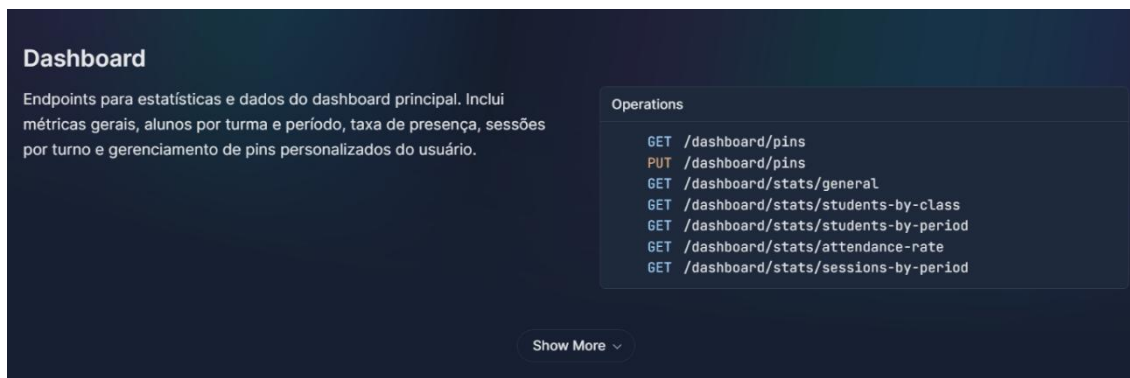 Dashboard
Endpoints para estatísticas e dados do dashboard principal. Inclui
métricas gerais, alunos por turma e período, taxa de presença, sessões
por turno e gerenciamento de pins personalizados do usuário.
Operations
GET /dashboard/pins
PUT /dashboard/pins
GET /dashboard/stats/general
GET /dashboard/stats/students-by-class
GET /dashboard/stats/students-by-period
GET /dashboard/stats/attendance-rate
GET /dashboard/stats/sessions-by-period
Show More